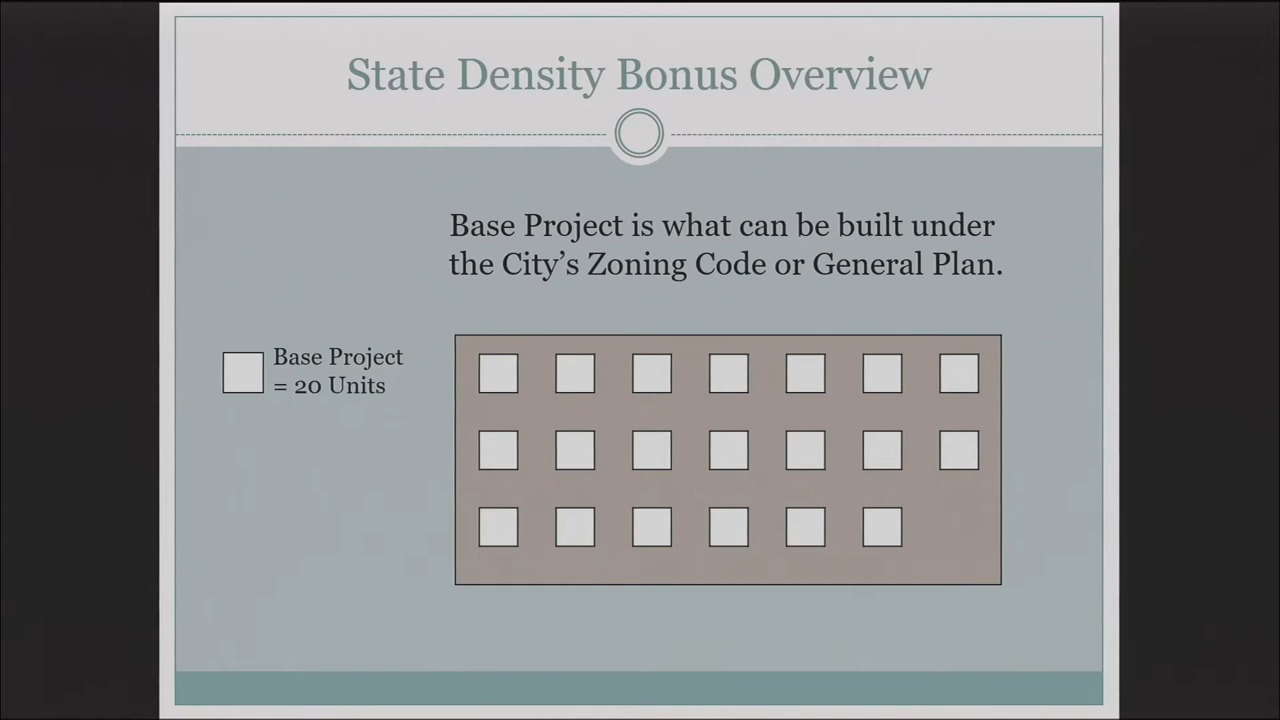 State Density Bonus Overview
Base Project is what can be built under
the City’s Zoning Code or General Plan.
Base Project
= 20 Units